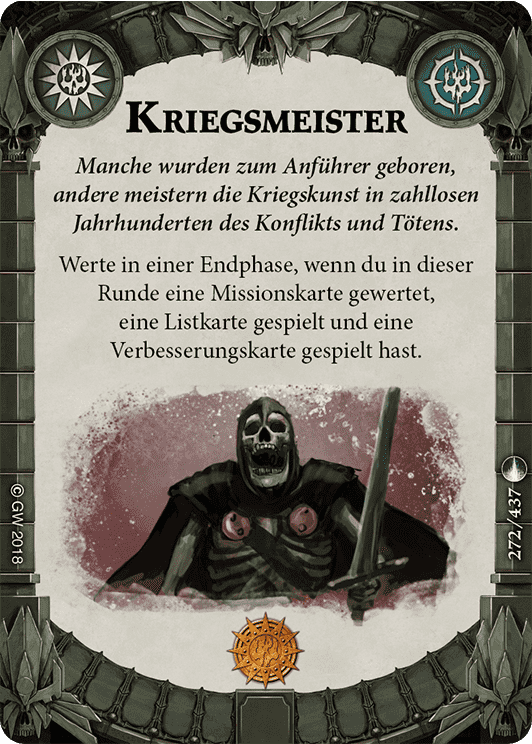 Kriegsmeister
Manche wurden zum Anführer geboren,
andere meistern die Kriegskunst in zahllosen
Jahrhunderten des Konflikts und Tötens.
Werte in einer Endphase, wenn du in dieser
Runde eine Missionskarte gewertet,
eine Listkarte gespielt und eine
Verbesserungskarte gespielt hast.
© GW 2018
272/437